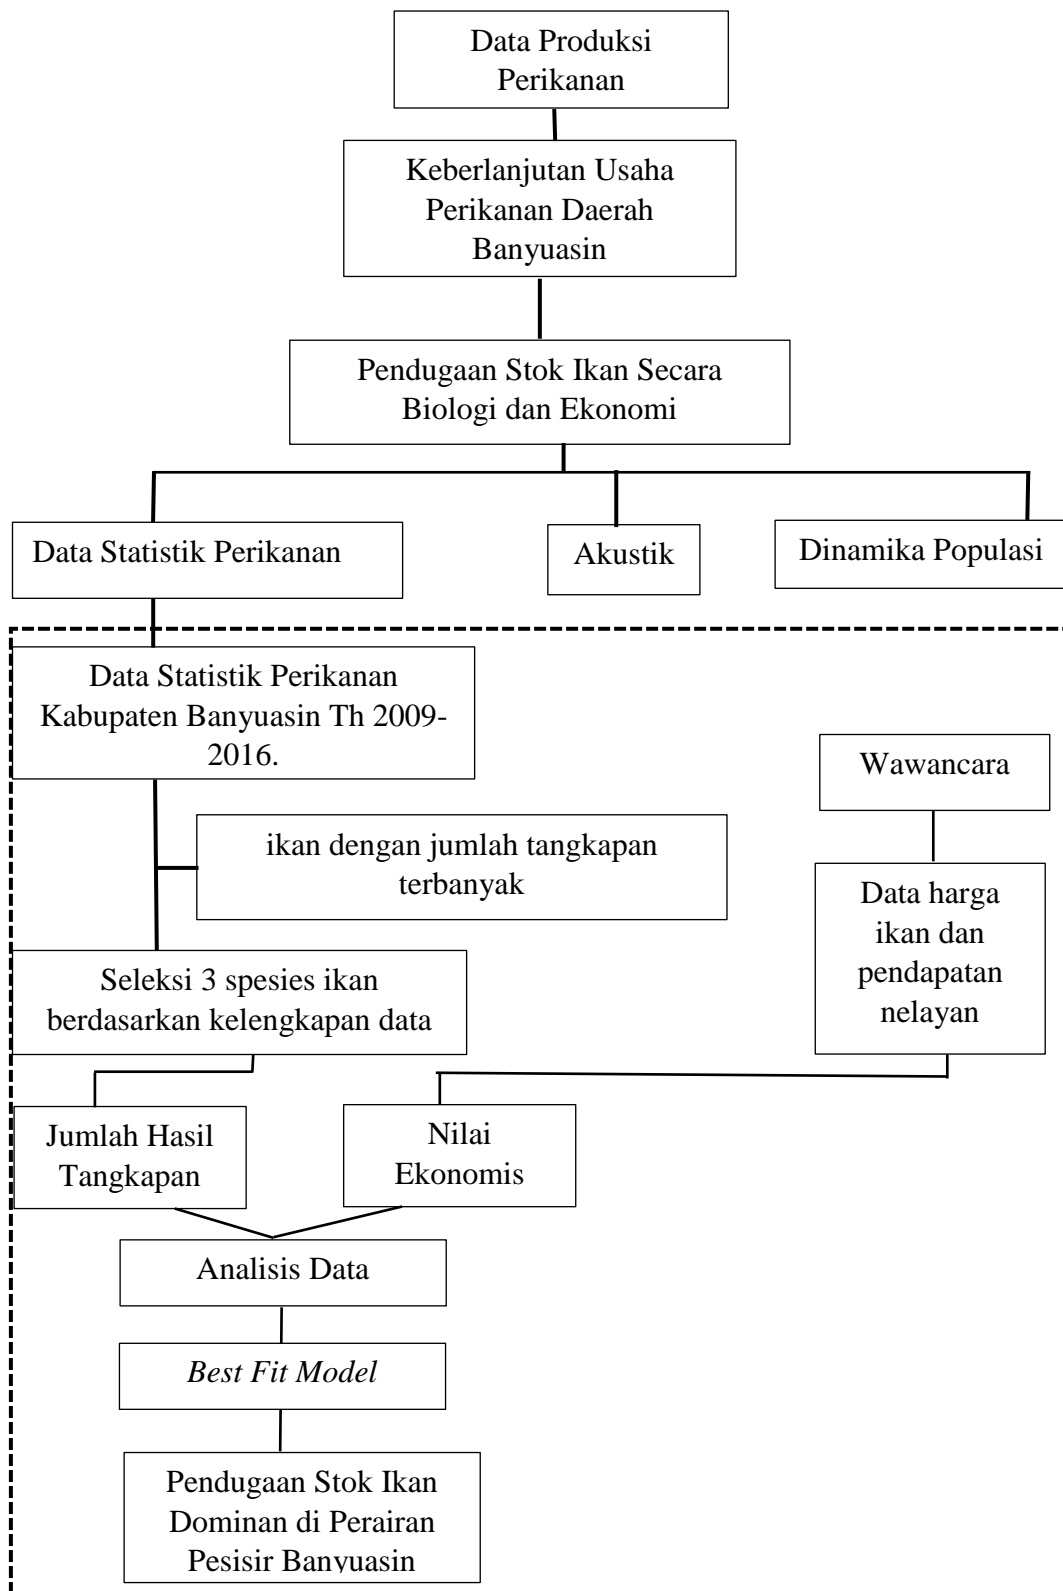 Data Produksi
Perikanan
Keberlanjutan Usaha
Perikanan Daerah
Banyuasin
Pendugaan Stok Ikan Secara
Biologi dan Ekonomi
Data Statistik Perikanan
Akustik
Dinamika Populasi
Data Statistik Perikanan
Kabupaten Banyuasin Th 2009-
2016.
Wawancara
ikan dengan jumlah tangkapan
terbanyak
Data harga
ikan dan
pendapatan
nelayan
Seleksi 3 spesies ikan
berdasarkan kelengkapan data
Jumlah Hasil
Tangkapan
Nilai
Ekonomis
Analisis Data
Best Fit Model
Pendugaan Stok Ikan
Dominan di Perairan
Pesisir Banyuasin